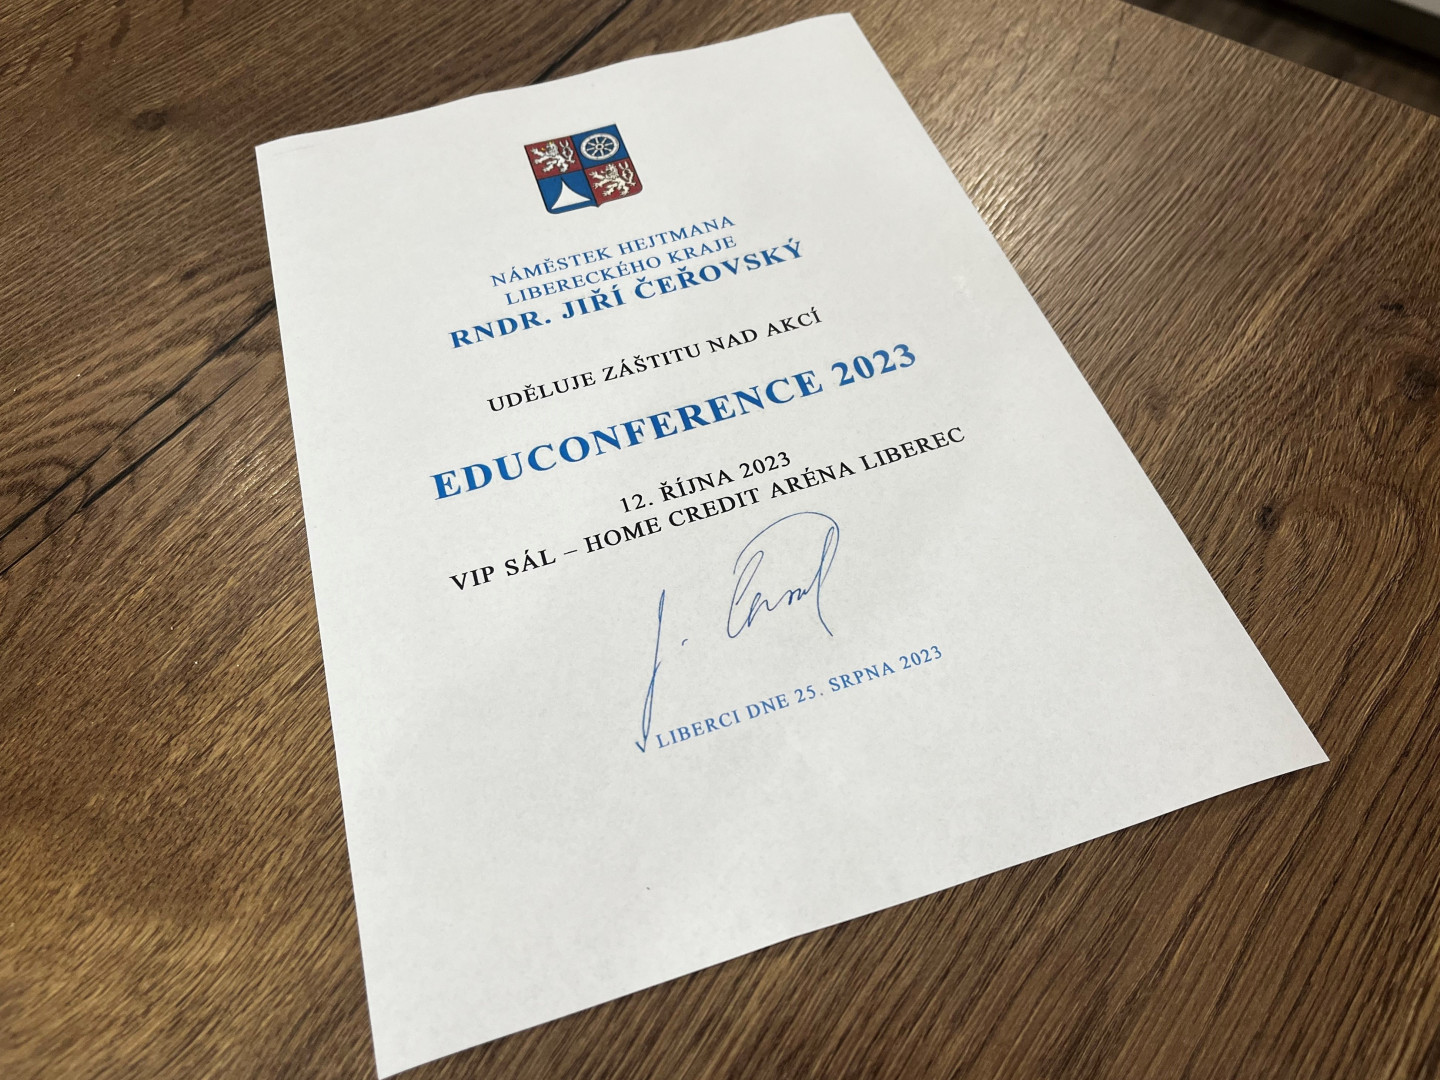 NÁMĚSTEK HEJTMANA
LIBERECKÉHO KRAJE
RNDR. JIŘÍ ČEŘOVSKÝ
UDĚLUJE ZÁŠTITU NAD AKCÍ
EDUCONFERENCE 2023
12. ŘÍJNA 2023
VIP SÁL – HOME CREDIT ARÉNA LIBEREC
V LIBERCI DNE 25. SRPNA 2023